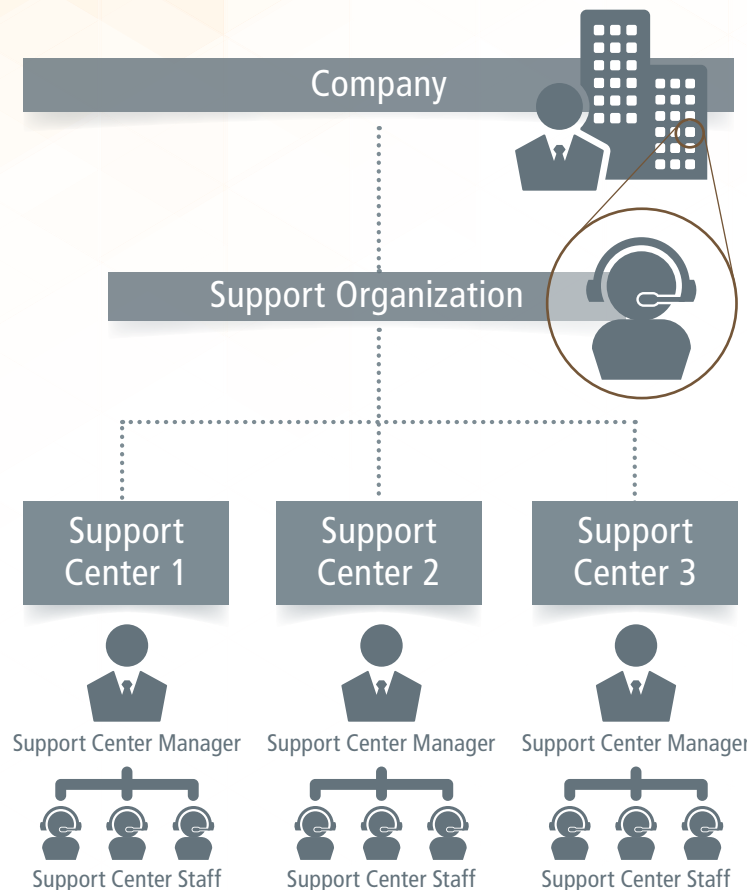 Company
Support Organization
Support
Center 1
Support
Center 2
Support
Center 3
Support Center Manager
Support Center Manager
Support Center Manager
Support Center Staff
Support Center Staff
Support Center Staff